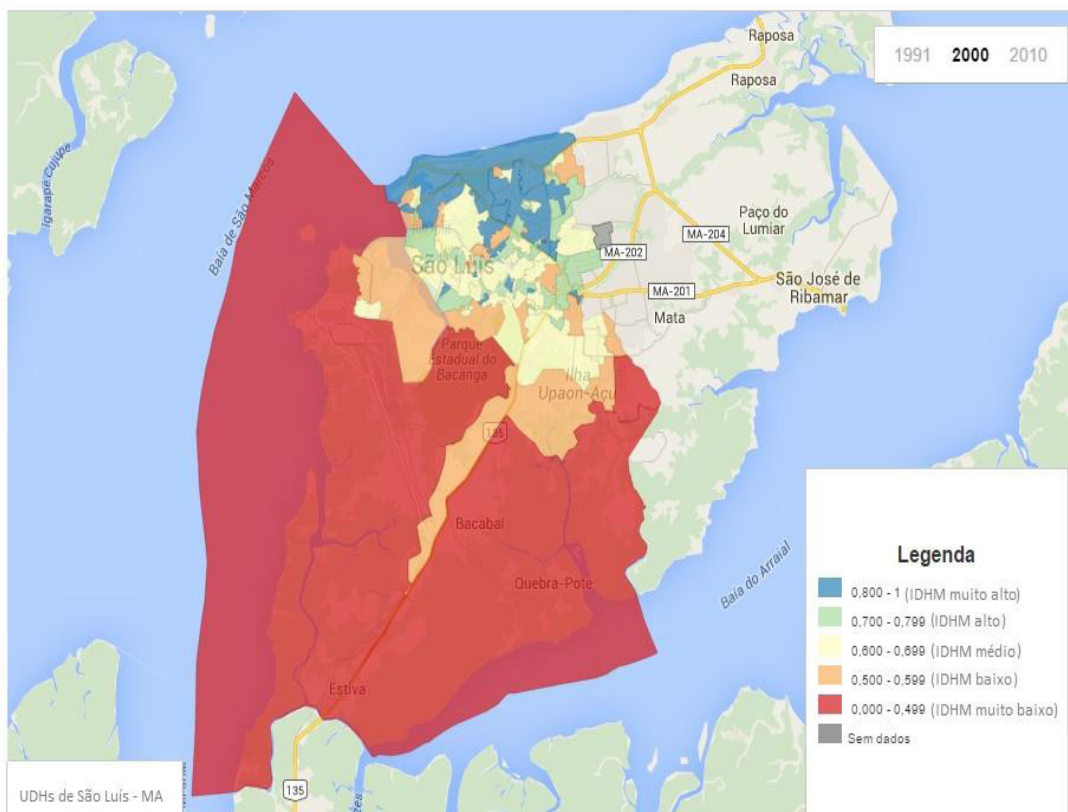 Raposa
1991 2000 2010
Raposa
Igarapé Cujupe
Baía de São Marcos
Paço do
Lumiar
MA-204
MA-202
São Luís
São José de
Ribamar
MA-201
Mata
Parque
Estadual do
Bacanga
Ilha
Upaon-Açu
135
Bacabal
Quebra-Pote
Baía do Arraial
Estiva
135
Legenda
0,800 - 1 (IDHM muito alto)
0,700 - 0,799 (IDHM alto)
0,600 - 0,699 (IDHM médio)
0,500 - 0,599 (IDHM baixo)
0,000 - 0,499 (IDHM muito baixo)
Sem dados
UDHs de São Luís - MA